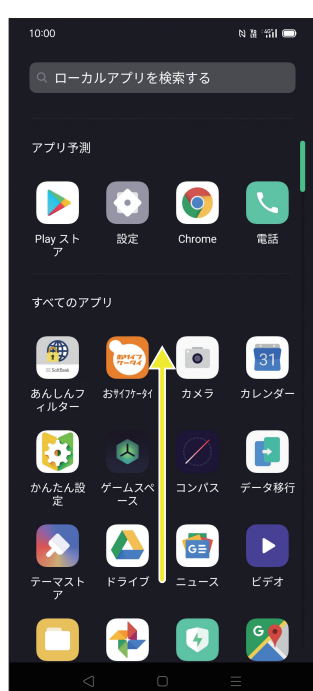 10:00
ローカルアプリを検索する
アプリ予測
Play スト
ア
設定
Chrome
電話
すべてのアプリ
SoftBank
おサイフ
ケータイ
31
あんしんフ
ィルター
おサイフケータイ
カメラ
カレンダー
かんたん設
定
ゲームスペ
ース
コンパス
データ移行
GE
テーマスト
ア
ドライブ
ニュース
ビデオ
G